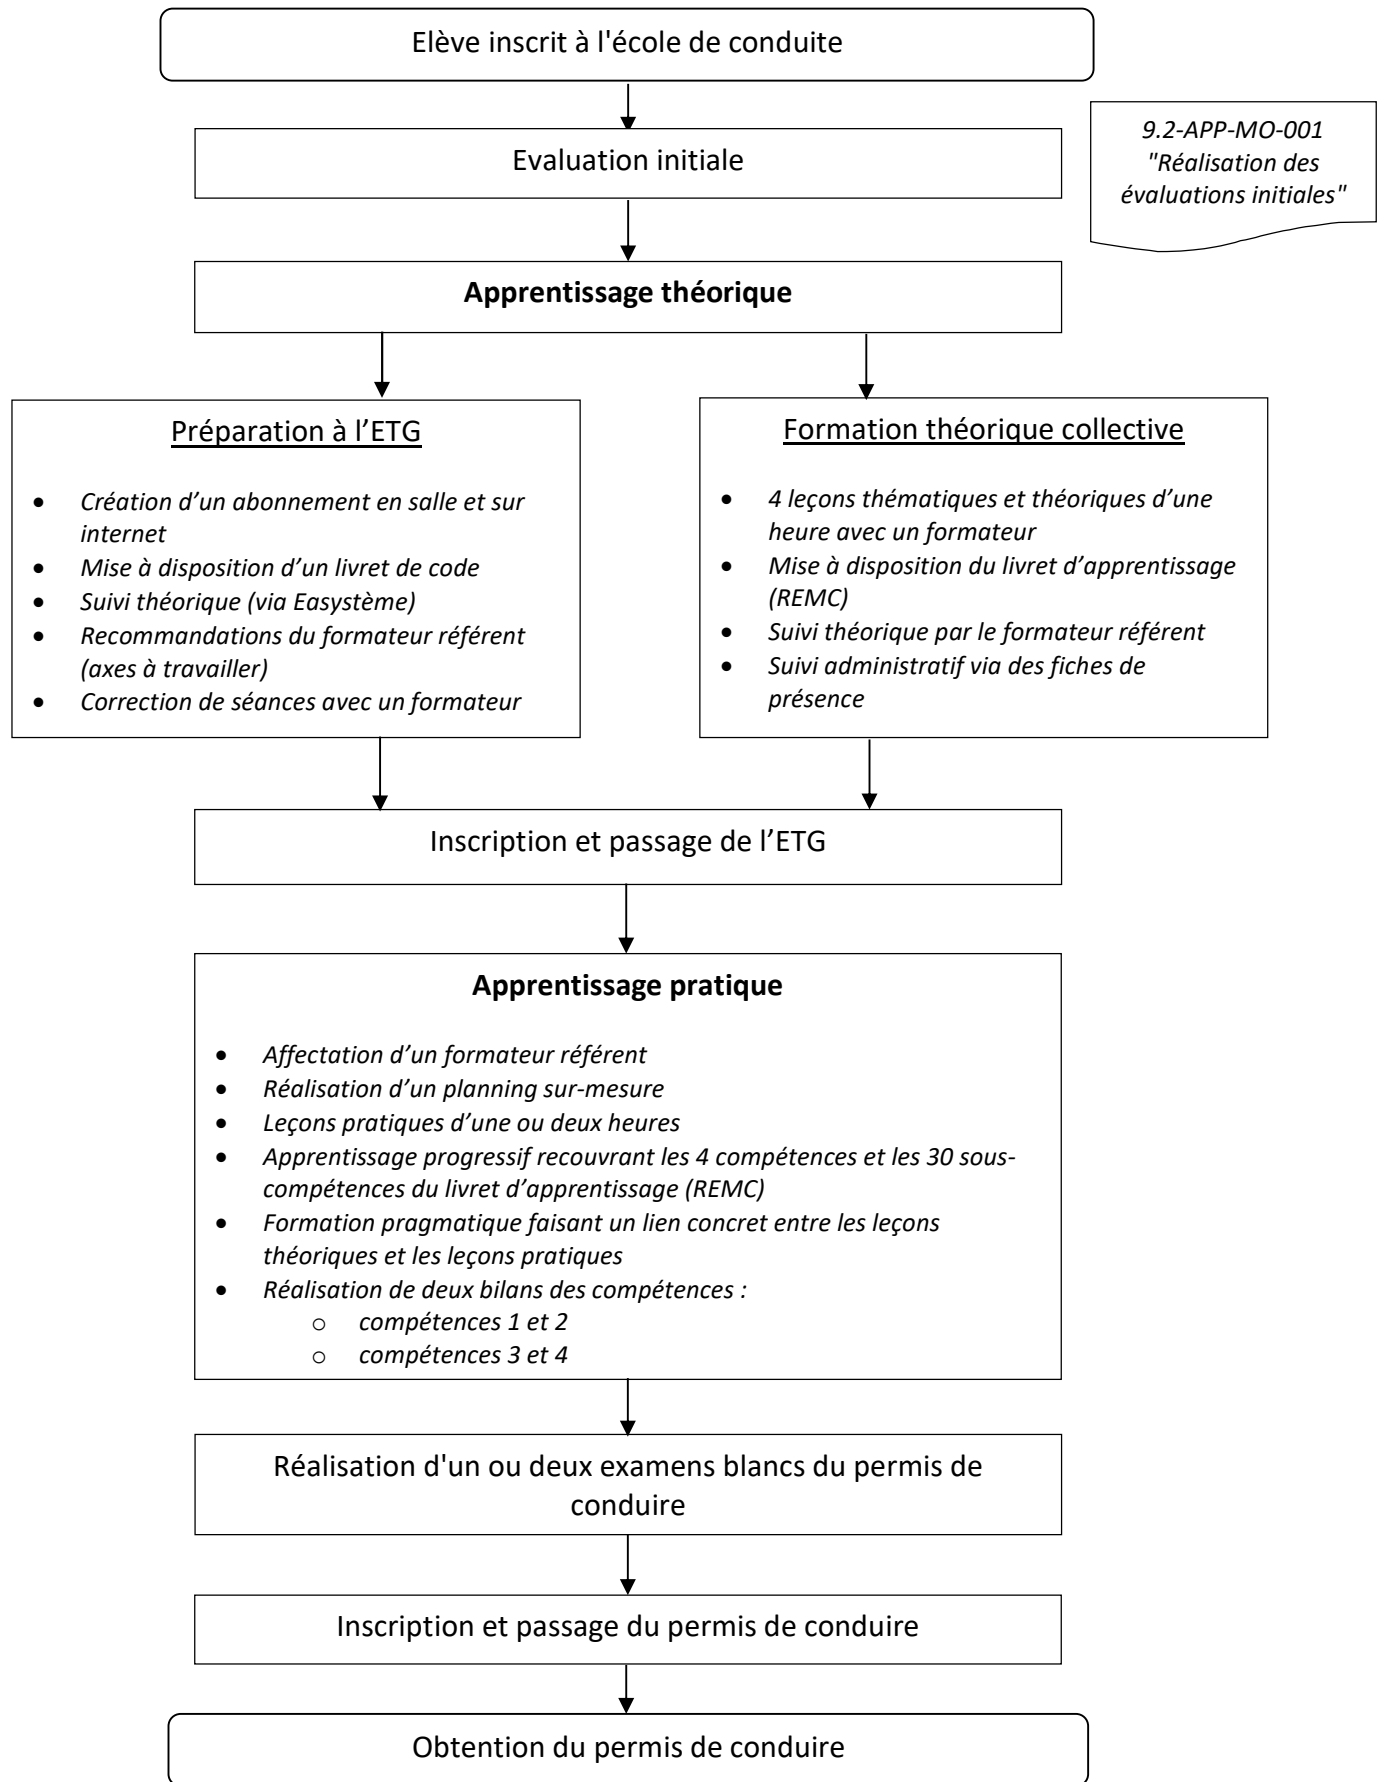 Elève inscrit à l'école de conduite
Evaluation initiale
9.2-APP-MO-001
"Réalisation des
évaluations initiales"
Apprentissage théorique
Préparation à l’ETG
• Création d’un abonnement en salle et sur
internet
• Mise à disposition d’un livret de code
• Suivi théorique (via Easystème)
• Recommandations du formateur référent
(axes à travailler)
• Correction de séances avec un formateur
Formation théorique collective
• 4 leçons thématiques et théoriques d’une
heure avec un formateur
• Mise à disposition du livret d’apprentissage
(REMC)
• Suivi théorique par le formateur référent
• Suivi administratif via des fiches de
présence
Inscription et passage de l’ETG
Apprentissage pratique
• Affectation d’un formateur référent
• Réalisation d’un planning sur-mesure
• Leçons pratiques d’une ou deux heures
• Apprentissage progressif recouvrant les 4 compétences et les 30 sous-
compétences du livret d’apprentissage (REMC)
• Formation pragmatique faisant un lien concret entre les leçons
théoriques et les leçons pratiques
• Réalisation de deux bilans des compétences :
o compétences 1 et 2
o compétences 3 et 4
Réalisation d'un ou deux examens blancs du permis de
conduire
Inscription et passage du permis de conduire
Obtention du permis de conduire